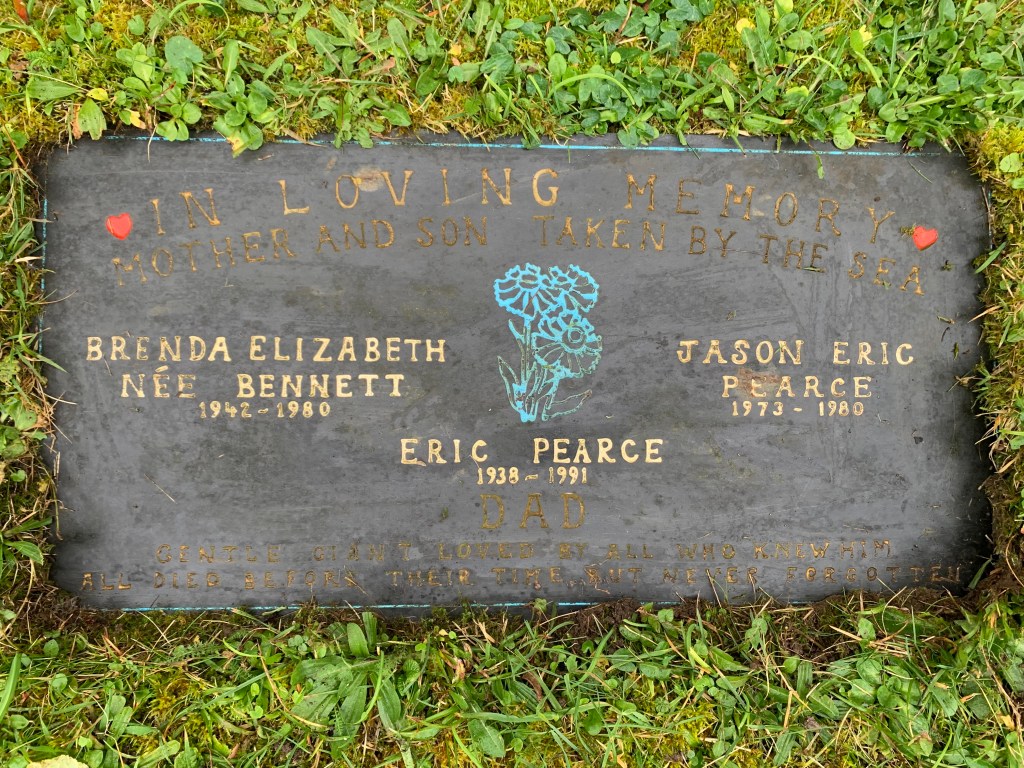 IN LOVING MEMORY
MOTHER AND SON TAKEN BY THE SEA
BRENDA ELIZABETH
NÉE BENNETT
1942 - 1980
JASON ERIC
PEARCE
1973 - 1980
ERIC PEARCE
1938 - 1991
DAD
GENTLE GIANT LOVED BY ALL WHO KNEW HIM
ALL DIED BEFORE THEIR TIME, BUT NEVER FORGOTTEN